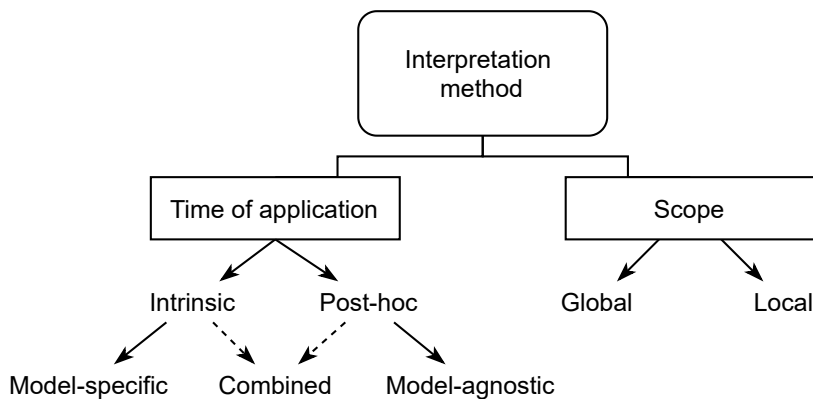 Interpretation
method
Time of application
Scope
Intrinsic
Post-hoc
Global
Local
Model-specific
Combined
Model-agnostic